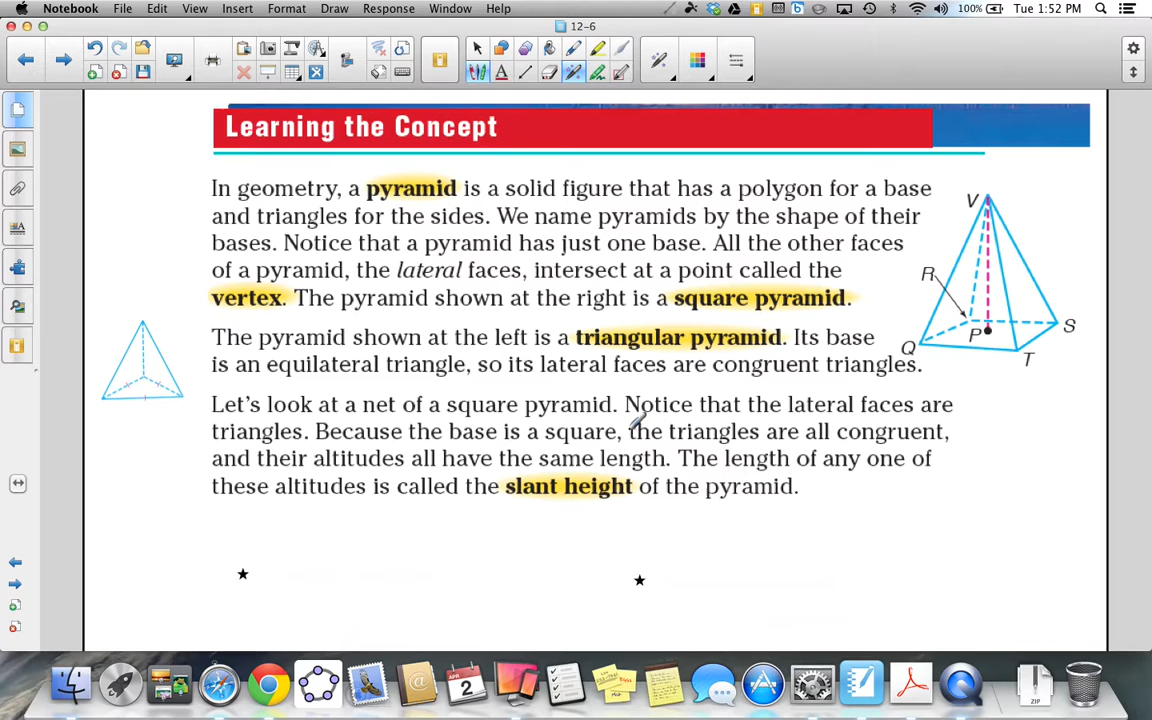 Notebook File Edit View Insert Format Draw Response Window Help 100% Tue 1:52 PM
12-6
Learning the Concept
In geometry, a pyramid is a solid figure that has a polygon for a base
and triangles for the sides. We name pyramids by the shape of their
bases. Notice that a pyramid has just one base. All the other faces
of a pyramid, the lateral faces, intersect at a point called the
vertex. The pyramid shown at the right is a square pyramid.
V
R
P
S
Q
T
The pyramid shown at the left is a triangular pyramid. Its base
is an equilateral triangle, so its lateral faces are congruent triangles.
Let's look at a net of a square pyramid. Notice that the lateral faces are
triangles. Because the base is a square, the triangles are all congruent,
and their altitudes all have the same length. The length of any one of
these altitudes is called the slant height of the pyramid.
APR
2
ZIP